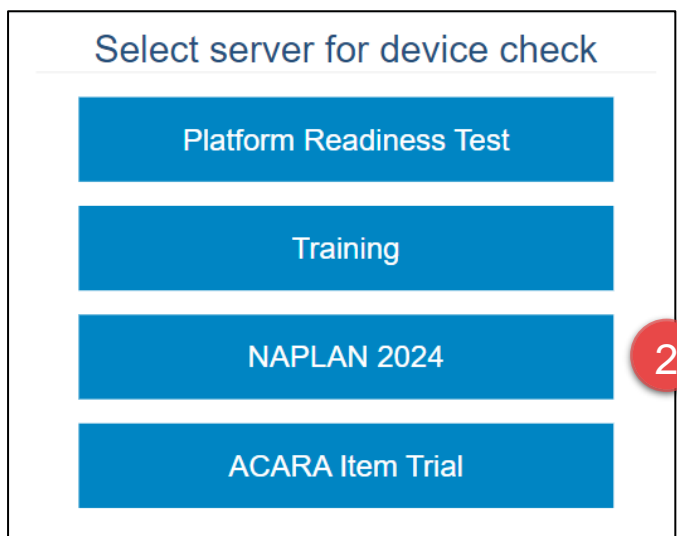 Select server for device check
Platform Readiness Test
Training
NAPLAN 2024
2
ACARA Item Trial